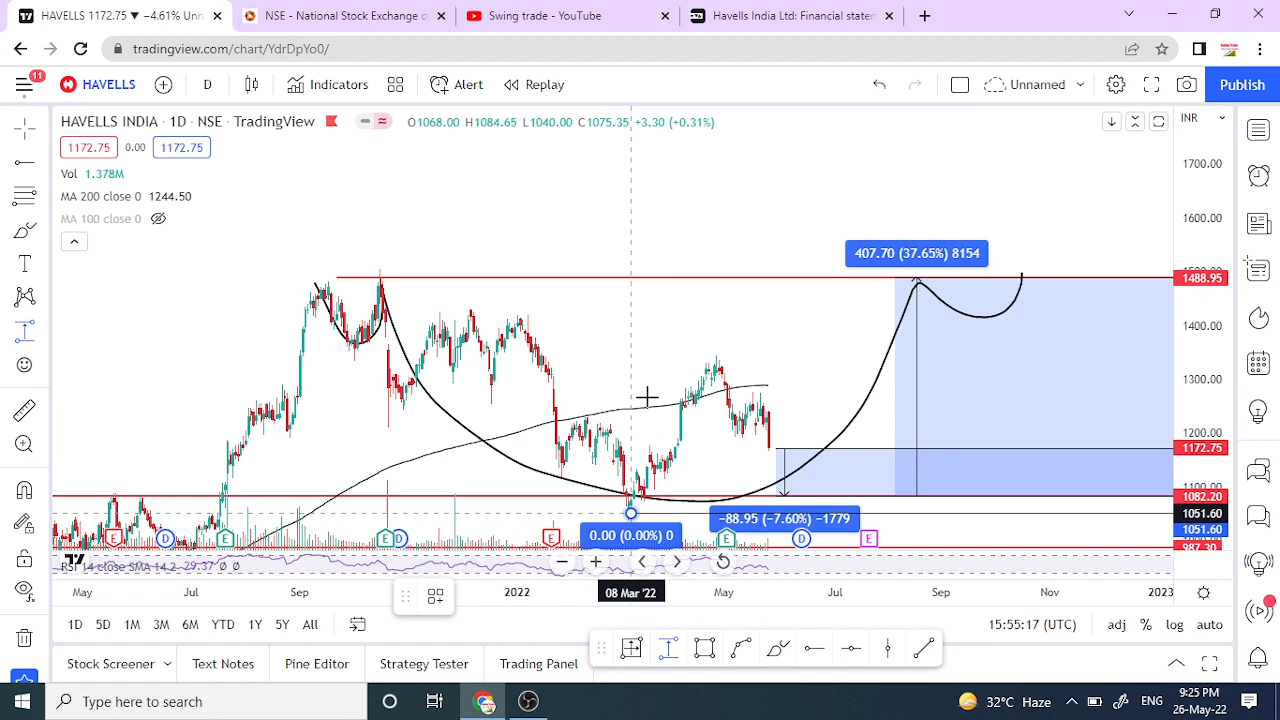 HAVELLS 1172.75 ▼ −4.61% Unn
NSE - National Stock Exchange o
Swing trade - YouTube
Havells India Ltd. Financial statem
tradingview.com/chart/YdrDpYo0/
11
HAVELLS
D
Indicators
Alert
Replay
Unnamed
Publish
HAVELLS INDIA · 1D · NSE · TradingView
O1068.00 H1084.65 L1040.00 C1075.35 +3.30 (+0.31%)
INR
1172.75
0.00
1172.75
Vol 1.378M
MA 200 close 0 1244.50
MA 100 close 0
1700.00
1600.00
407.70 (37.65%) 8154
1488.95
1400.00
1300.00
1200.00
1172.75
1082.20
1051.60
1051.60
987.30
−88.95 (−7.60%) −1779
0.00 (0.00%) 0
E
D
E
E
D
E
E
D
E
RSI 14 close SMA 14 2 29.37 ∅ ∅
May
Jul
Sep
2022
08 Mar '22
May
Jul
Sep
Nov
2023
1D 5D 1M 3M 6M YTD 1Y 5Y All
15:55:17 (UTC)
adj % log auto
Stock Screener
Text Notes
Pine Editor
Strategy Tester
Trading Panel
Type here to search
32°C Haze
ENG
9:25 PM
26-May-22